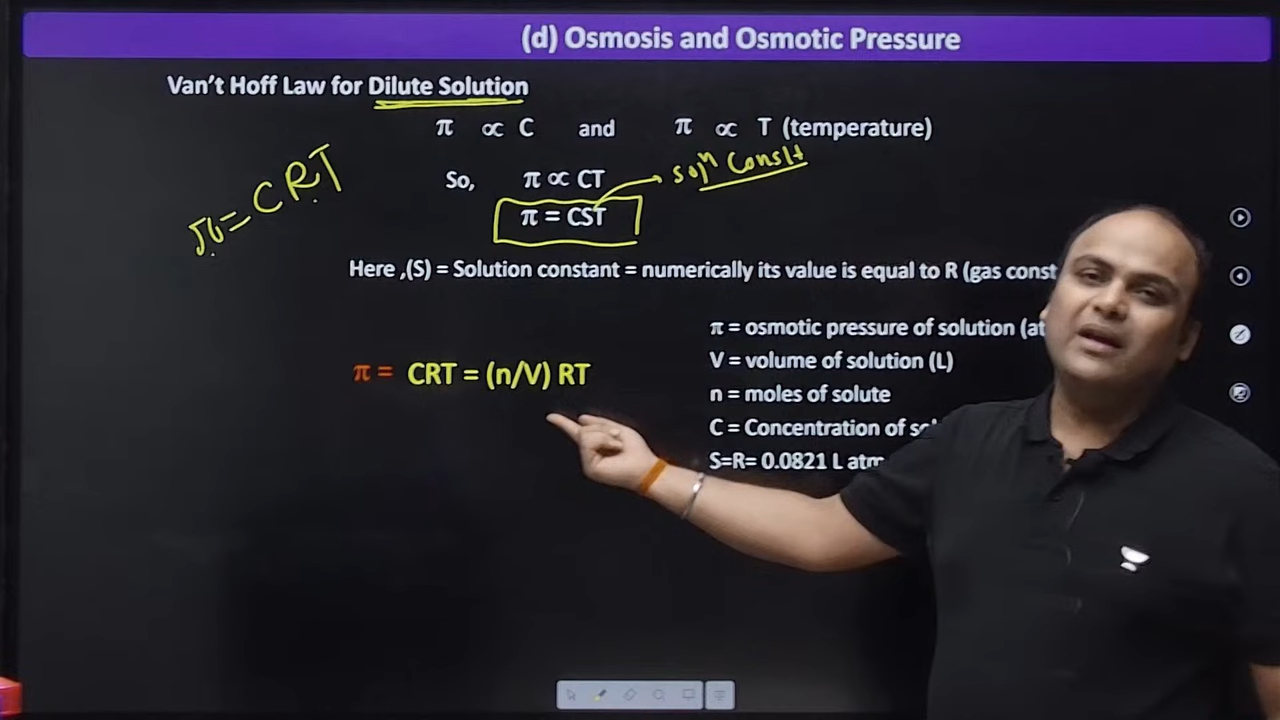 (d) Osmosis and Osmotic Pressure
Van't Hoff Law for Dilute Solution
π ∝ C and π ∝ T (temperature)
So, π ∝ CT
solⁿ Constt
π = CST
π = CRT
Here ,(S) = Solution constant = numerically its value is equal to R (gas const
π = osmotic pressure of solution (at
V = volume of solution (L)
π = CRT = (n/V) RT
n = moles of solute
C = Concentration of sol
S=R= 0.0821 L atm